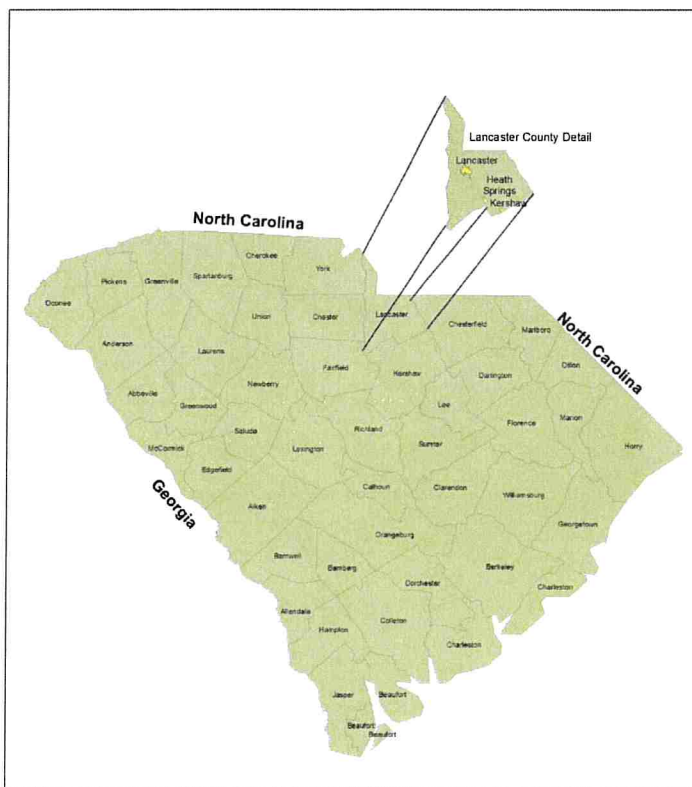 Lancaster County Detail
Lancaster
Heath
Springs
Kershaw
North Carolina
Cherokee
York
Spartanburg
Greenville
Pickens
Oconee
Union
Chester
Lancaster
Chesterfield
Marlboro
North Carolina
Anderson
Laurens
Fairfield
Kershaw
Darlington
Dillon
Abbeville
Greenwood
Newberry
Lee
Florence
Marion
McCormick
Saluda
Lexington
Richland
Sumter
Horry
Edgefield
Georgia
Aiken
Calhoun
Clarendon
Williamsburg
Orangeburg
Georgetown
Barnwell
Bamberg
Dorchester
Berkeley
Charleston
Allendale
Hampton
Colleton
Charleston
Jasper
Beaufort
Beaufort
Beaufort